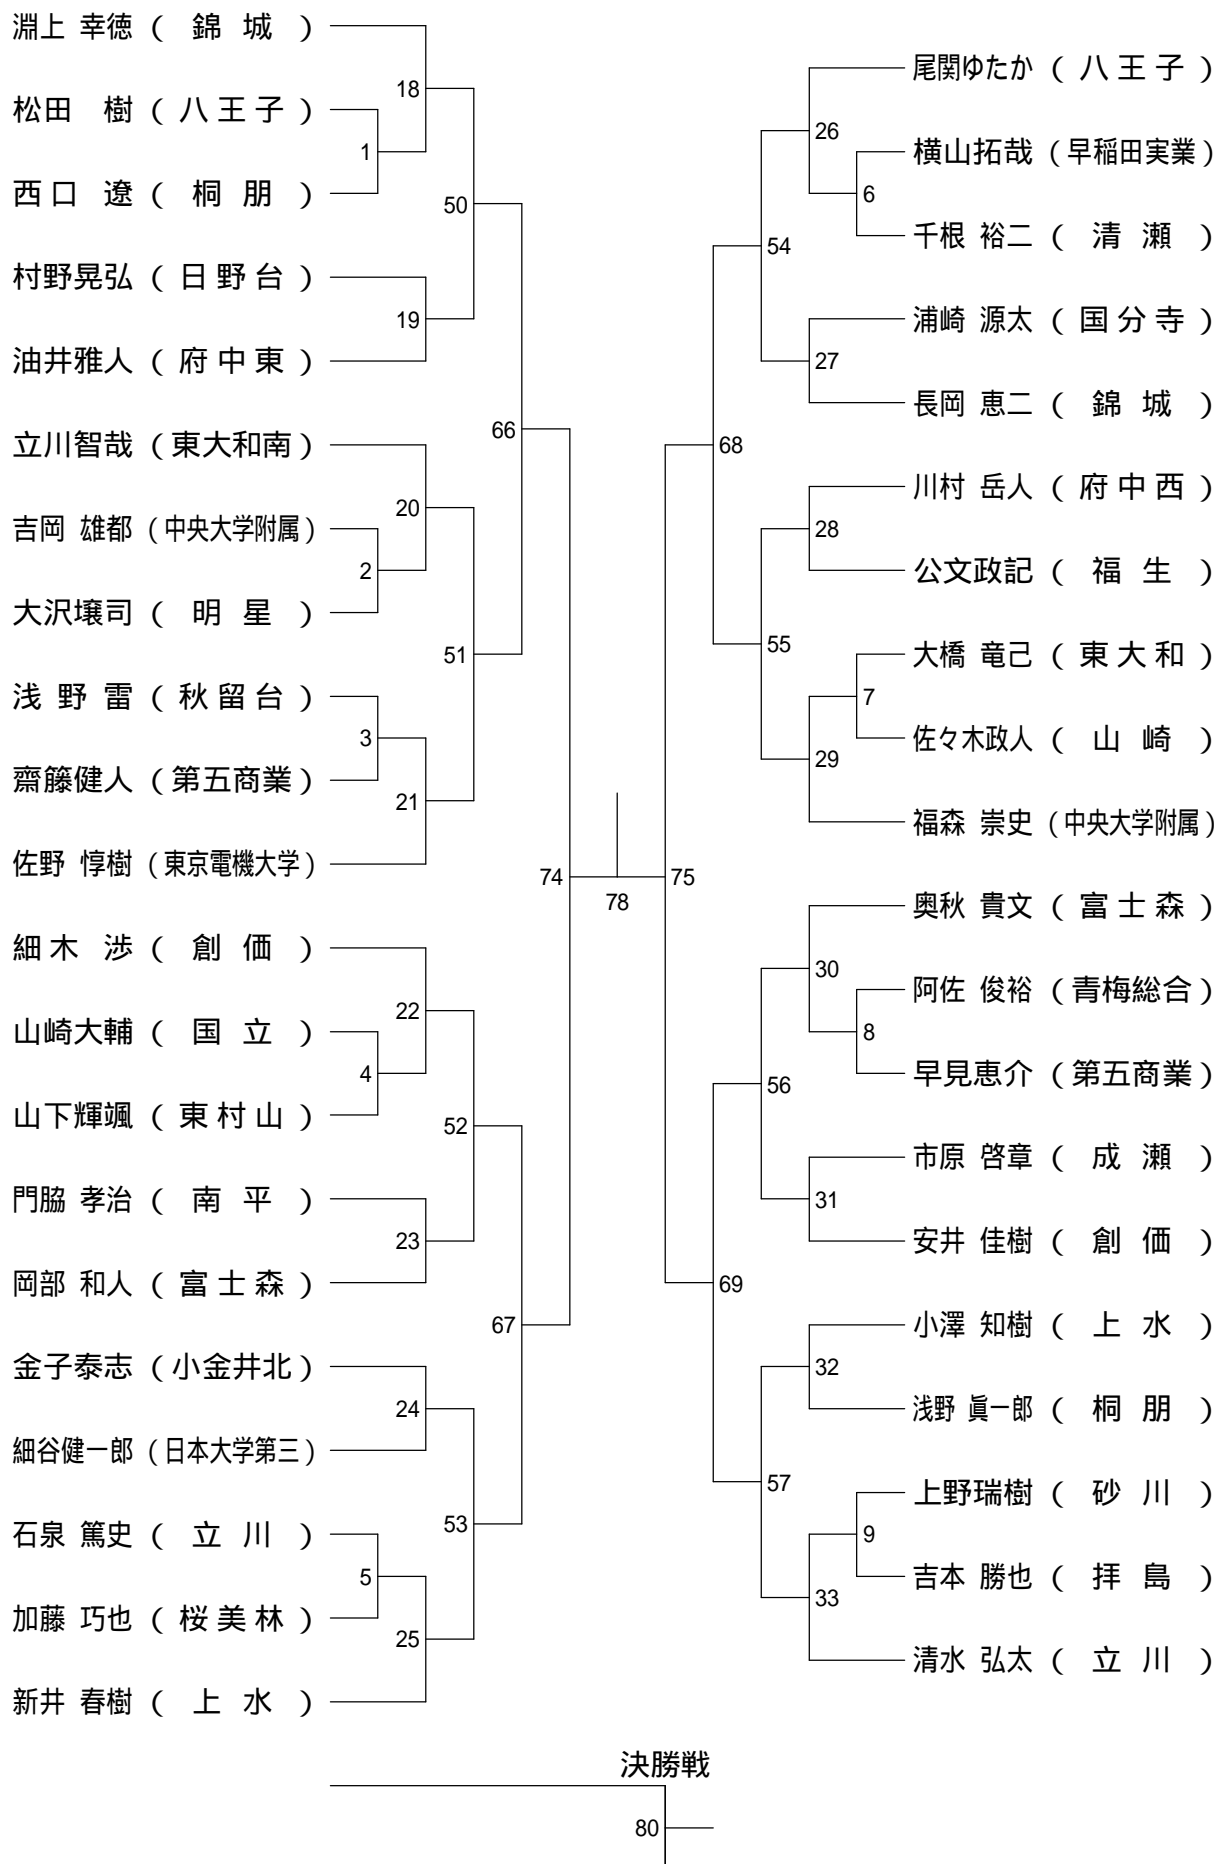 淵上 幸徳 ( 錦 城 )
松田 樹 ( 八 王 子 )
西 口 遼 ( 桐 朋 )
村野晃弘 ( 日 野 台 )
油井雅人 ( 府 中 東 )
立川智哉 ( 東大和南 )
吉岡 雄都 ( 中央大学附属 )
大沢壌司 ( 明 星 )
浅 野 雷 ( 秋 留 台 )
齋籐健人 ( 第五商業 )
佐野 惇樹 ( 東京電機大学 )
細 木 渉 ( 創 価 )
山崎大輔 ( 国 立 )
山下輝颯 ( 東 村 山 )
門脇 孝治 ( 南 平 )
岡部 和人 ( 富 士 森 )
金子泰志 ( 小金井北 )
細谷健一郎 ( 日本大学第三 )
石泉 篤史 ( 立 川 )
加藤 巧也 ( 桜 美 林 )
新井 春樹 ( 上 水 )
18
1
50
19
66
20
2
51
3
21
74
22
4
52
23
67
24
53
5
25
78
75
26
6
54
27
68
28
55
7
29
30
8
56
31
69
32
57
9
33
尾関ゆたか ( 八 王 子 )
横山拓哉 ( 早稲田実業 )
千根 裕二 ( 清 瀬 )
浦崎 源太 ( 国 分 寺 )
長岡 恵二 ( 錦 城 )
川村 岳人 ( 府 中 西 )
公文政記 ( 福 生 )
大橋 竜己 ( 東 大 和 )
佐々木政人 ( 山 崎 )
福森 崇史 ( 中央大学附属 )
奥秋 貴文 ( 富 士 森 )
阿佐 俊裕 ( 青梅総合 )
早見恵介 ( 第五商業 )
市原 啓章 ( 成 瀬 )
安井 佳樹 ( 創 価 )
小澤 知樹 ( 上 水 )
浅野 眞一郎 ( 桐 朋 )
上野瑞樹 ( 砂 川 )
吉本 勝也 ( 拝 島 )
清水 弘太 ( 立 川 )
決勝戦
80